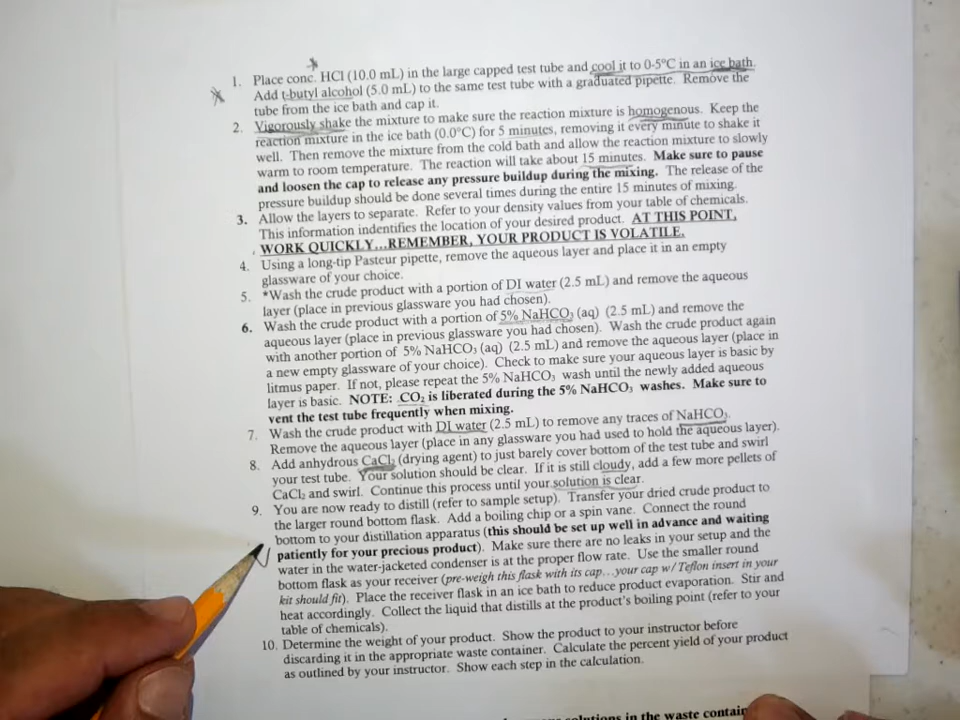 1. Place conc. HCl (10.0 mL) in the large capped test tube and cool it to 0-5°C in an ice bath.
Add t-butyl alcohol (5.0 mL) to the same test tube with a graduated pipette. Remove the
tube from the ice bath and cap it.
2. Vigorously shake the mixture to make sure the reaction mixture is homogenous. Keep the
reaction mixture in the ice bath (0.0°C) for 5 minutes, removing it every minute to shake it
well. Then remove the mixture from the cold bath and allow the reaction mixture to slowly
warm to room temperature. The reaction will take about 15 minutes. Make sure to pause
and loosen the cap to release any pressure buildup during the mixing. The release of the
pressure buildup should be done several times during the entire 15 minutes of mixing.
3. Allow the layers to separate. Refer to your density values from your table of chemicals.
This information indentifies the location of your desired product. AT THIS POINT,
WORK QUICKLY...REMEMBER, YOUR PRODUCT IS VOLATILE.
4. Using a long-tip Pasteur pipette, remove the aqueous layer and place it in an empty
glassware of your choice.
5. *Wash the crude product with a portion of DI water (2.5 mL) and remove the aqueous
layer (place in previous glassware you had chosen).
6. Wash the crude product with a portion of 5% NaHCO₃ (aq) (2.5 mL) and remove the
aqueous layer (place in previous glassware you had chosen). Wash the crude product again
with another portion of 5% NaHCO₃ (aq) (2.5 mL) and remove the aqueous layer (place in
a new empty glassware of your choice). Check to make sure your aqueous layer is basic by
litmus paper. If not, please repeat the 5% NaHCO₃ wash until the newly added aqueous
layer is basic. NOTE: CO₂ is liberated during the 5% NaHCO₃ washes. Make sure to
vent the test tube frequently when mixing.
7. Wash the crude product with DI water (2.5 mL) to remove any traces of NaHCO₃.
Remove the aqueous layer (place in any glassware you had used to hold the aqueous layer).
8. Add anhydrous CaCl₂ (drying agent) to just barely cover bottom of the test tube and swirl
your test tube. Your solution should be clear. If it is still cloudy, add a few more pellets of
CaCl₂ and swirl. Continue this process until your solution is clear.
9. You are now ready to distill (refer to sample setup). Transfer your dried crude product to
the larger round bottom flask. Add a boiling chip or a spin vane. Connect the round
bottom to your distillation apparatus (this should be set up well in advance and waiting
patiently for your precious product). Make sure there are no leaks in your setup and the
water in the water-jacketed condenser is at the proper flow rate. Use the smaller round
bottom flask as your receiver (pre-weigh this flask with its cap...your cap w/ Teflon insert in your
kit should fit). Place the receiver flask in an ice bath to reduce product evaporation. Stir and
heat accordingly. Collect the liquid that distills at the product's boiling point (refer to your
table of chemicals).
10. Determine the weight of your product. Show the product to your instructor before
discarding it in the appropriate waste container. Calculate the percent yield of your product
as outlined by your instructor. Show each step in the calculation.
solutions in the waste contain